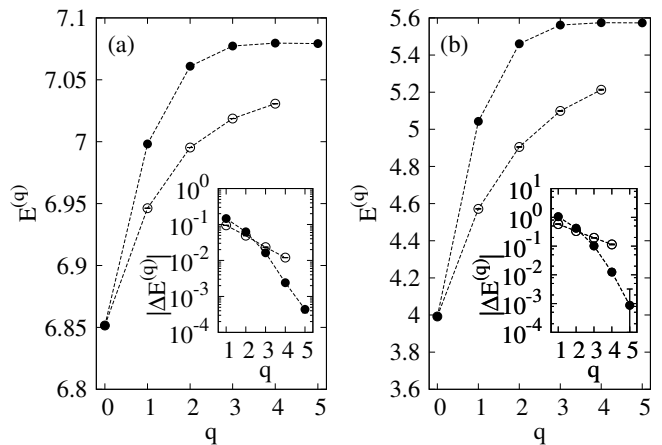 7.1
7.05
7
6.95
6.9
6.85
6.8
E^(q)
(a)
0 1 2 3 4 5
q
10^0
10^-1
10^-2
10^-3
10^-4
|ΔE^(q)|
1 2 3 4 5
q
5.6
5.4
5.2
5
4.8
4.6
4.4
4.2
4
3.8
3.6
E^(q)
(b)
0 1 2 3 4 5
q
10^1
10^0
10^-1
10^-2
10^-3
10^-4
|ΔE^(q)|
1 2 3 4 5
q